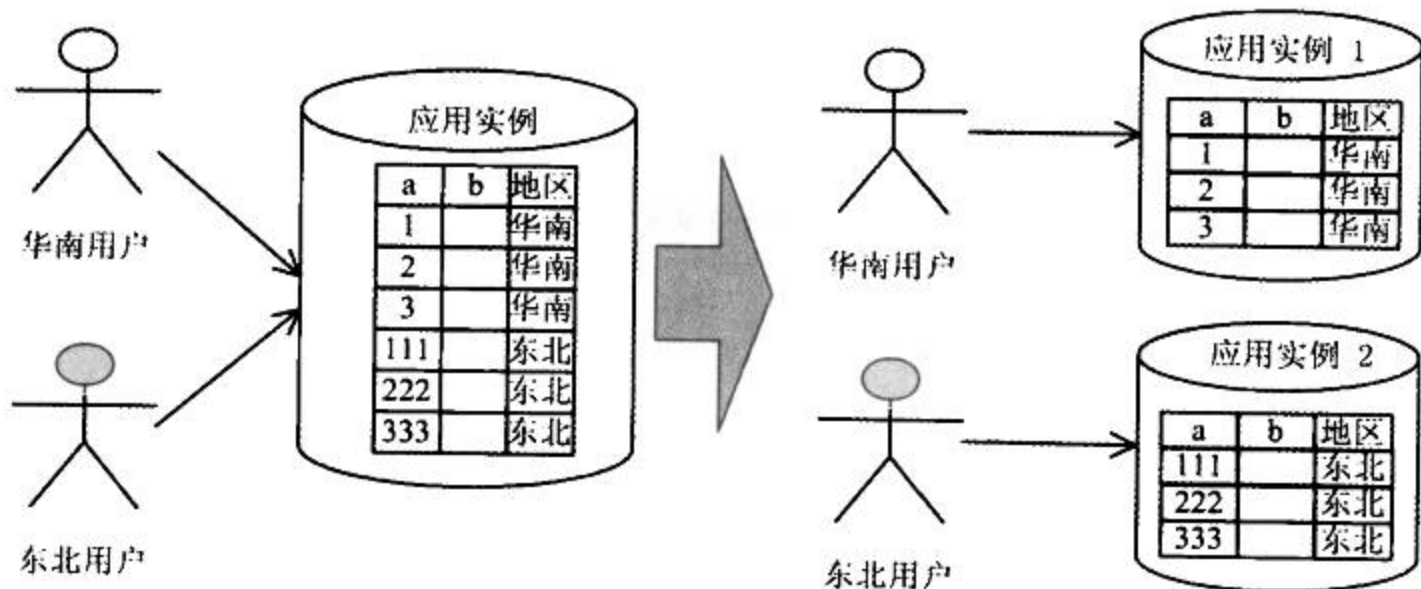 应用实例
a b 地区
1 华南
2 华南
3 华南
111 东北
222 东北
333 东北
华南用户
东北用户
应用实例 1
a b 地区
1 华南
2 华南
3 华南
华南用户
应用实例 2
a b 地区
111 东北
222 东北
333 东北
东北用户